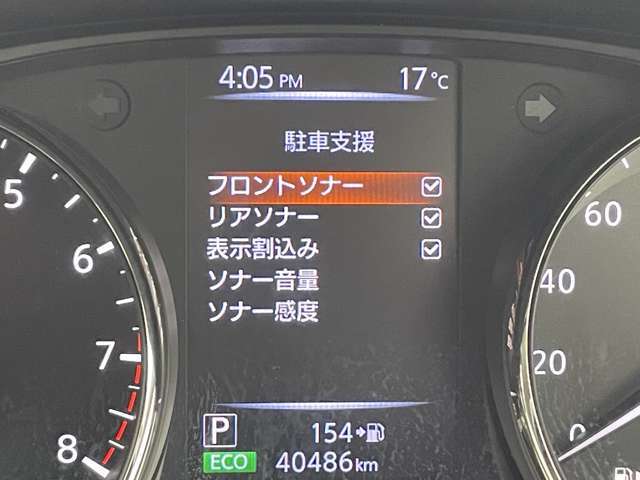 4:05 PM 17℃
駐車支援
フロントソナー
リアソナー
表示割込み
ソナー音量
ソナー感度
P 154
ECO 40486km
5
6
7
8
60
40
20
0